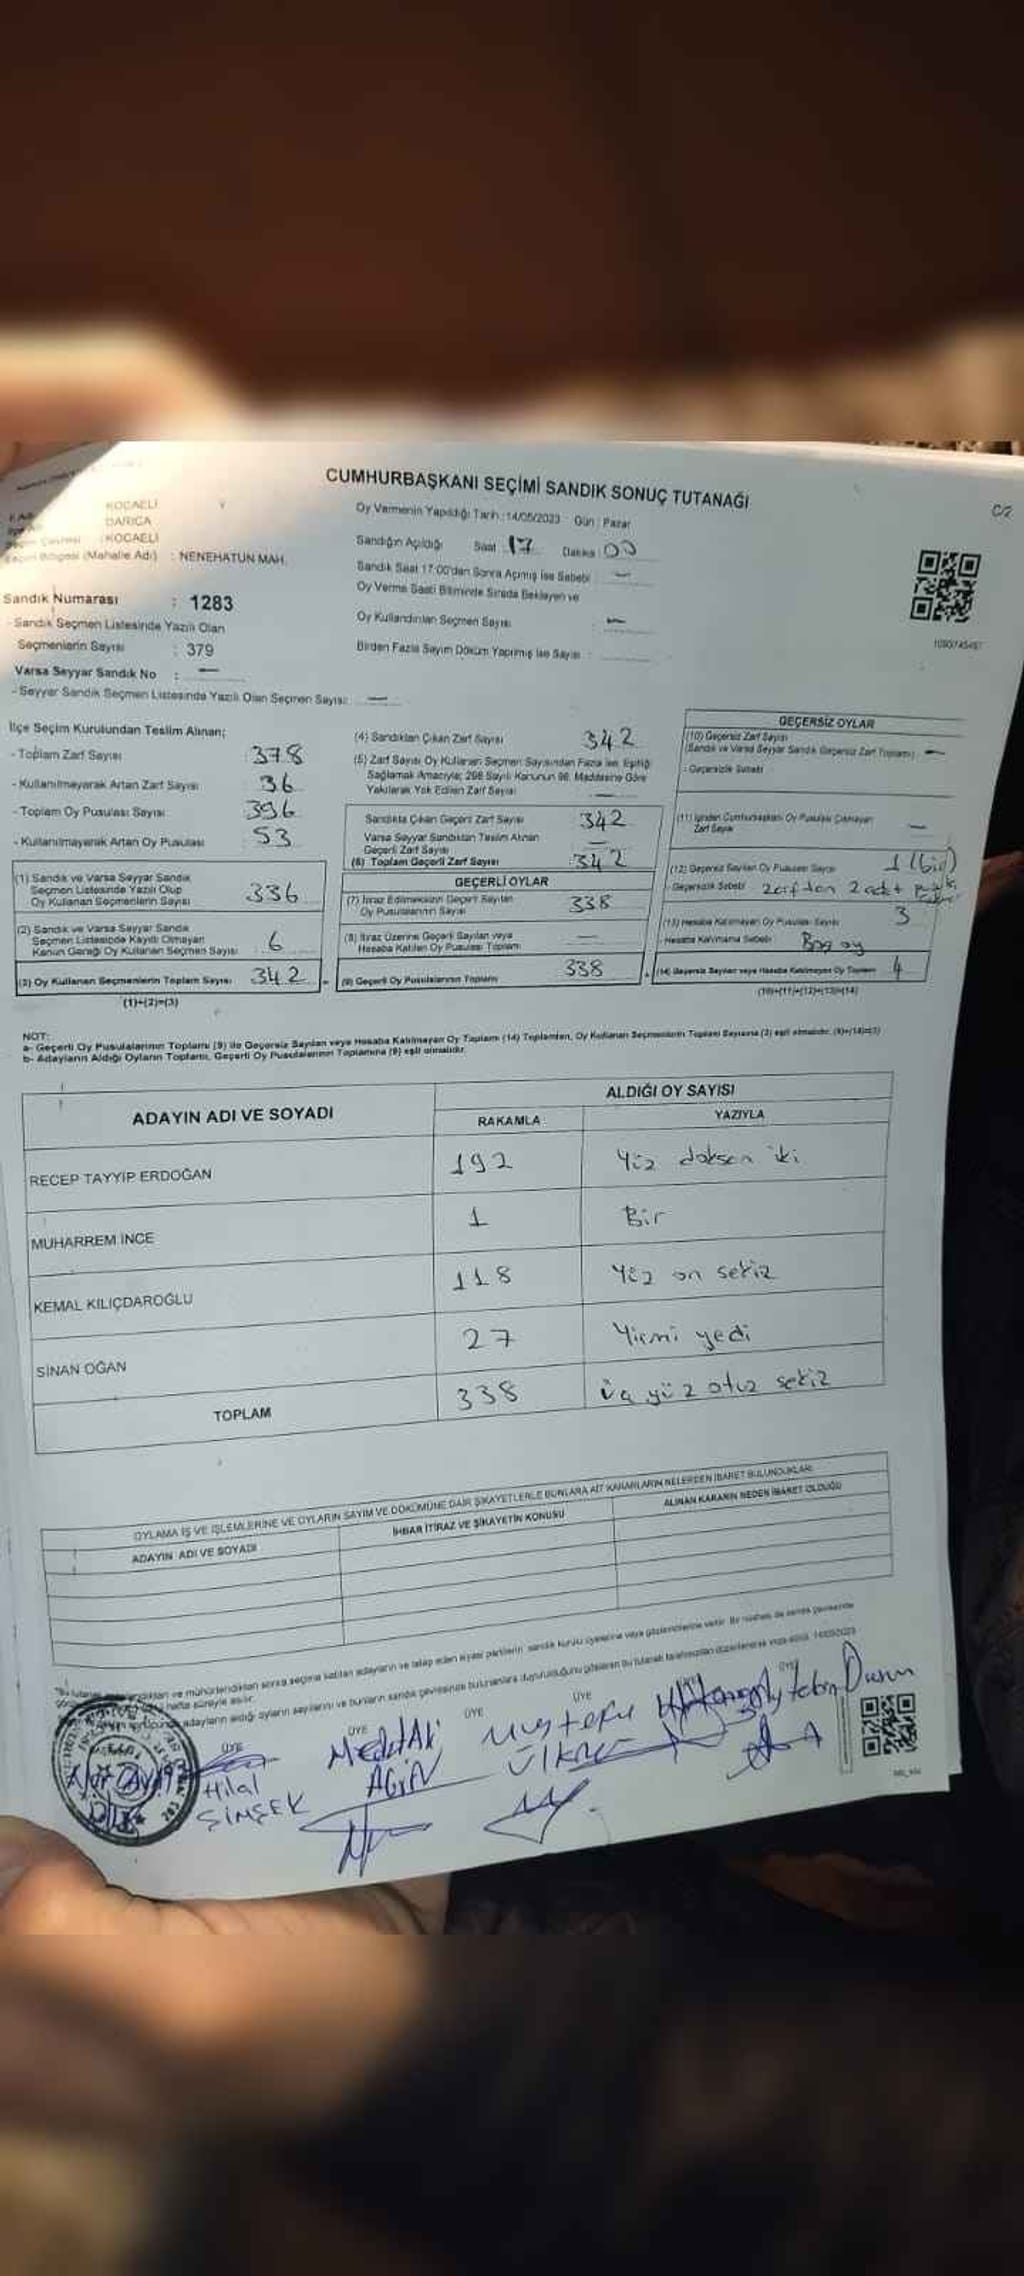 CUMHURBAŞKANI SEÇİMİ SANDIK SONUÇ TUTANAĞI
C/2
KOCAELİ
DARICA
KOCAELİ
(Mahalle Adı) : NENEHATUN MAH.
Sandık Numarası : 1283
- Sandık Seçmen Listesinde Yazılı Olan
Seçmenlerin Sayısı : 379
Varsa Seyyar Sandık No : —
- Seyyar Sandık Seçmen Listesinde Yazılı Olan Seçmen Sayısı: —
Oy Vermenin Yapıldığı Tarih : 14/05/2023 Gün : Pazar
Sandığın Açıldığı Saat 17 Dakika 00
Sandık Saat 17:00'den Sonra Açılmış İse Sebebi : —
Oy Verme Saati Bitiminde Sırada Bekleyen ve
Oy Kullandırılan Seçmen Sayısı : —
Birden Fazla Sayım Döküm Yapılmış İse Sayısı :
İlçe Seçim Kurulundan Teslim Alınan;
- Toplam Zarf Sayısı : 378
- Kullanılmayarak Artan Zarf Sayısı : 36
- Toplam Oy Pusulası Sayısı : 396
- Kullanılmayarak Artan Oy Pusulası : 53
(1) Sandık ve Varsa Seyyar Sandık
Seçmen Listesinde Yazılı Olup
Oy Kullanan Seçmenlerin Sayısı : 336
(2) Sandık ve Varsa Seyyar Sandık
Seçmen Listesinde Kayıtlı Olmayan
Kanun Gereği Oy Kullanan Seçmen Sayısı : 6
(3) Oy Kullanan Seçmenlerin Toplam Sayısı : 342
(1)+(2)=(3)
(4) Sandıktan Çıkan Zarf Sayısı : 342
(5) Zarf Sayısı Oy Kullanan Seçmen Sayısından Fazla İse, Eşitliği
Sağlamak Amacıyla; 298 Sayılı Kanunun 98. Maddesine Göre
Yakılarak Yok Edilen Zarf Sayısı : —
Sandıkta Çıkan Geçerli Zarf Sayısı : 342
Varsa Seyyar Sandıktan Teslim Alınan
Geçerli Zarf Sayısı : —
(6) Toplam Geçerli Zarf Sayısı : 342
GEÇERLİ OYLAR
(7) İtiraz Edilmeksizin Geçerli Sayılan
Oy Pusulalarının Sayısı : 338
(8) İtiraz Üzerine Geçerli Sayılan veya
Hesaba Katılan Oy Pusulası Toplamı : —
(9) Geçerli Oy Pusulalarının Toplamı : 338
GEÇERSİZ OYLAR
(10) Geçersiz Zarf Sayısı
(Sandık ve Varsa Seyyar Sandık Geçersiz Zarf Toplamı) : —
- Geçersizlik Sebebi :
(11) İçinden Cumhurbaşkanı Oy Pusulası Çıkmayan
Zarf Sayısı : —
(12) Geçersiz Sayılan Oy Pusulası Sayısı : 1 (bir)
- Geçersizlik Sebebi : zarftan 2 adet
(13) Hesaba Katılmayan Oy Pusulası Sayısı : 3
- Hesaba Katılmama Sebebi : Boş oy
(14) Geçersiz Sayılan veya Hesaba Katılmayan Oy Toplamı : 4
(10)+(11)+(12)+(13)=(14)
NOT:
a- Geçerli Oy Pusulalarının Toplamı (9) ile Geçersiz Sayılan veya Hesaba Katılmayan Oy Toplamı (14) Toplamları, Oy Kullanan Seçmenlerin Toplam Sayısına (3) eşit olmalıdır. (9)+(14)=(3)
b- Adayların Aldığı Oyların Toplamı, Geçerli Oy Pusulalarının Toplamına (9) eşit olmalıdır.
ADAYIN ADI VE SOYADI
ALDIĞI OY SAYISI
RAKAMLA
YAZIYLA
RECEP TAYYİP ERDOĞAN 192 Yüz doksan iki
MUHARREM İNCE 1 Bir
KEMAL KILIÇDAROĞLU 118 Yüz on sekiz
SİNAN OĞAN 27 Yirmi yedi
TOPLAM 338 üç yüz otuz sekiz
OYLAMA İŞ VE İŞLEMLERİNE VE OYLARIN SAYIM VE DÖKÜMÜNE DAİR ŞİKAYETLERLE BUNLARA AİT KARARLARIN NELERDEN İBARET BULUNDUKLARI
ADAYIN ADI VE SOYADI
İHBAR İTİRAZ VE ŞİKAYETİN KONUSU
ALINAN KARARIN NEDEN İBARET OLDUĞU
ÜYE ÜYE ÜYE ÜYE ÜYE
Hilal
ŞİMŞEK
AGİN